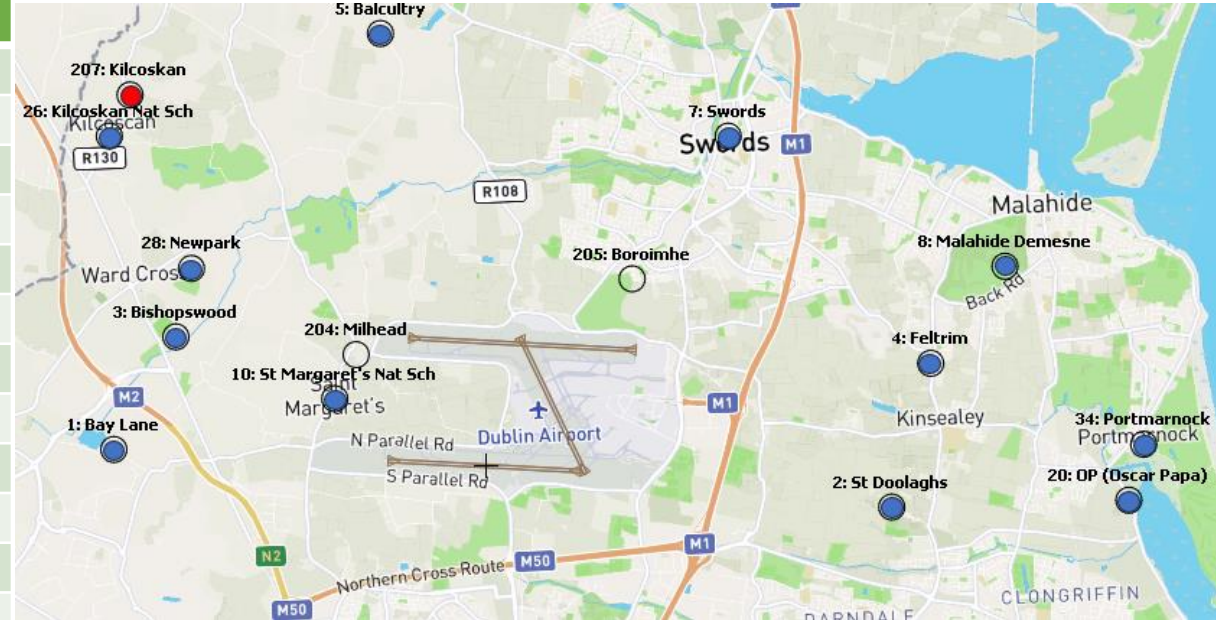 5: Balcultry
207: Kilcoskan
26: Kilcoskan Nat Sch
Kilcoscan
R130
7: Swords
Swords
M1
R108
Malahide
28: Newpark
Ward Cross
205: Boroimhe
8: Malahide Demesne
Back Rd
3: Bishopswood
204: Milhead
4: Feltrim
10: St Margaret's Nat Sch
Saint
Margaret's
M2
M1
Kinsealey
1: Bay Lane
N Parallel Rd
Dublin Airport
34: Portmarnock
Portmarnock
S Parallel Rd
2: St Doolaghs
20: OP (Oscar Papa)
N2
M50
M1
Northern Cross Route
M50
CLONGRIFFIN
DARNDALE